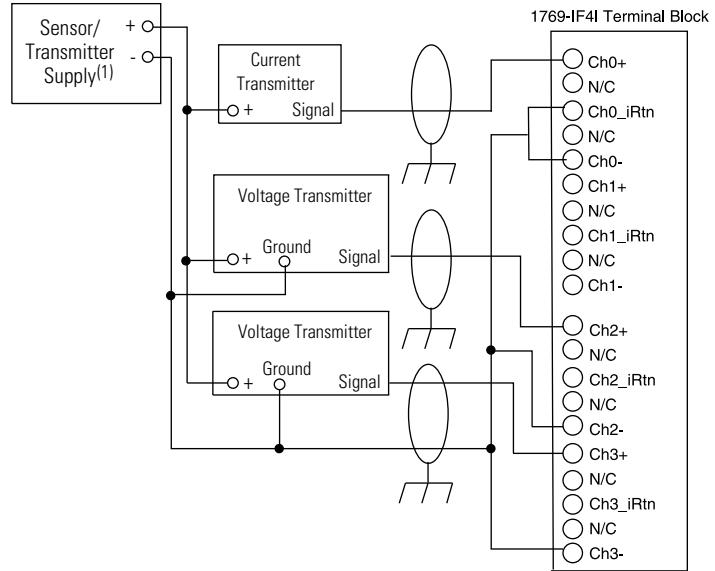 1769-IF4I Terminal Block
Sensor/
Transmitter
Supply(1)
+
-
Current
Transmitter
+ Signal
Voltage Transmitter
Ground
+ Signal
Voltage Transmitter
Ground
+ Signal
Ch0+
N/C
Ch0_iRtn
N/C
Ch0-
Ch1+
N/C
Ch1_iRtn
N/C
Ch1-
Ch2+
N/C
Ch2_iRtn
N/C
Ch2-
Ch3+
N/C
Ch3_iRtn
N/C
Ch3-